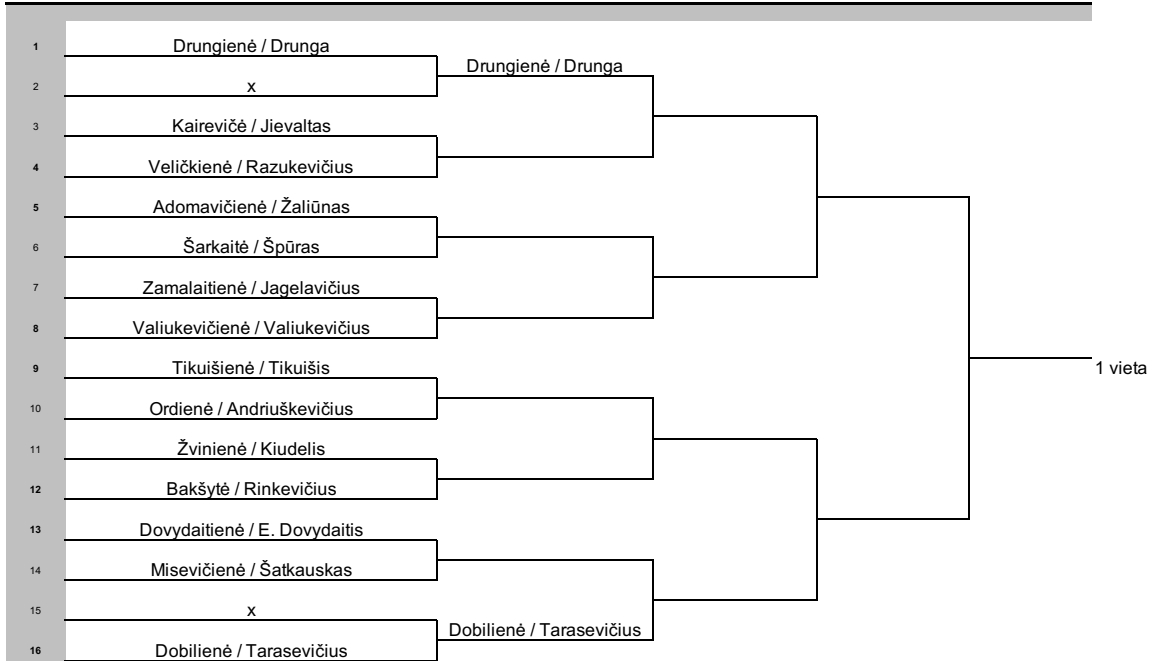 1 Drungienė / Drunga
Drungienė / Drunga
2 x
3 Kairevičė / Jievaltas
4 Veličkienė / Razukevičius
5 Adomavičienė / Žaliūnas
6 Šarkaitė / Špūras
7 Zamalaitienė / Jagelavičius
8 Valiukevičienė / Valiukevičius
9 Tikuišienė / Tikuišis
1 vieta
10 Ordienė / Andriuškevičius
11 Žvinienė / Kiudelis
12 Bakšytė / Rinkevičius
13 Dovydaitienė / E. Dovydaitis
14 Misevičienė / Šatkauskas
15 x
Dobilienė / Tarasevičius
16 Dobilienė / Tarasevičius